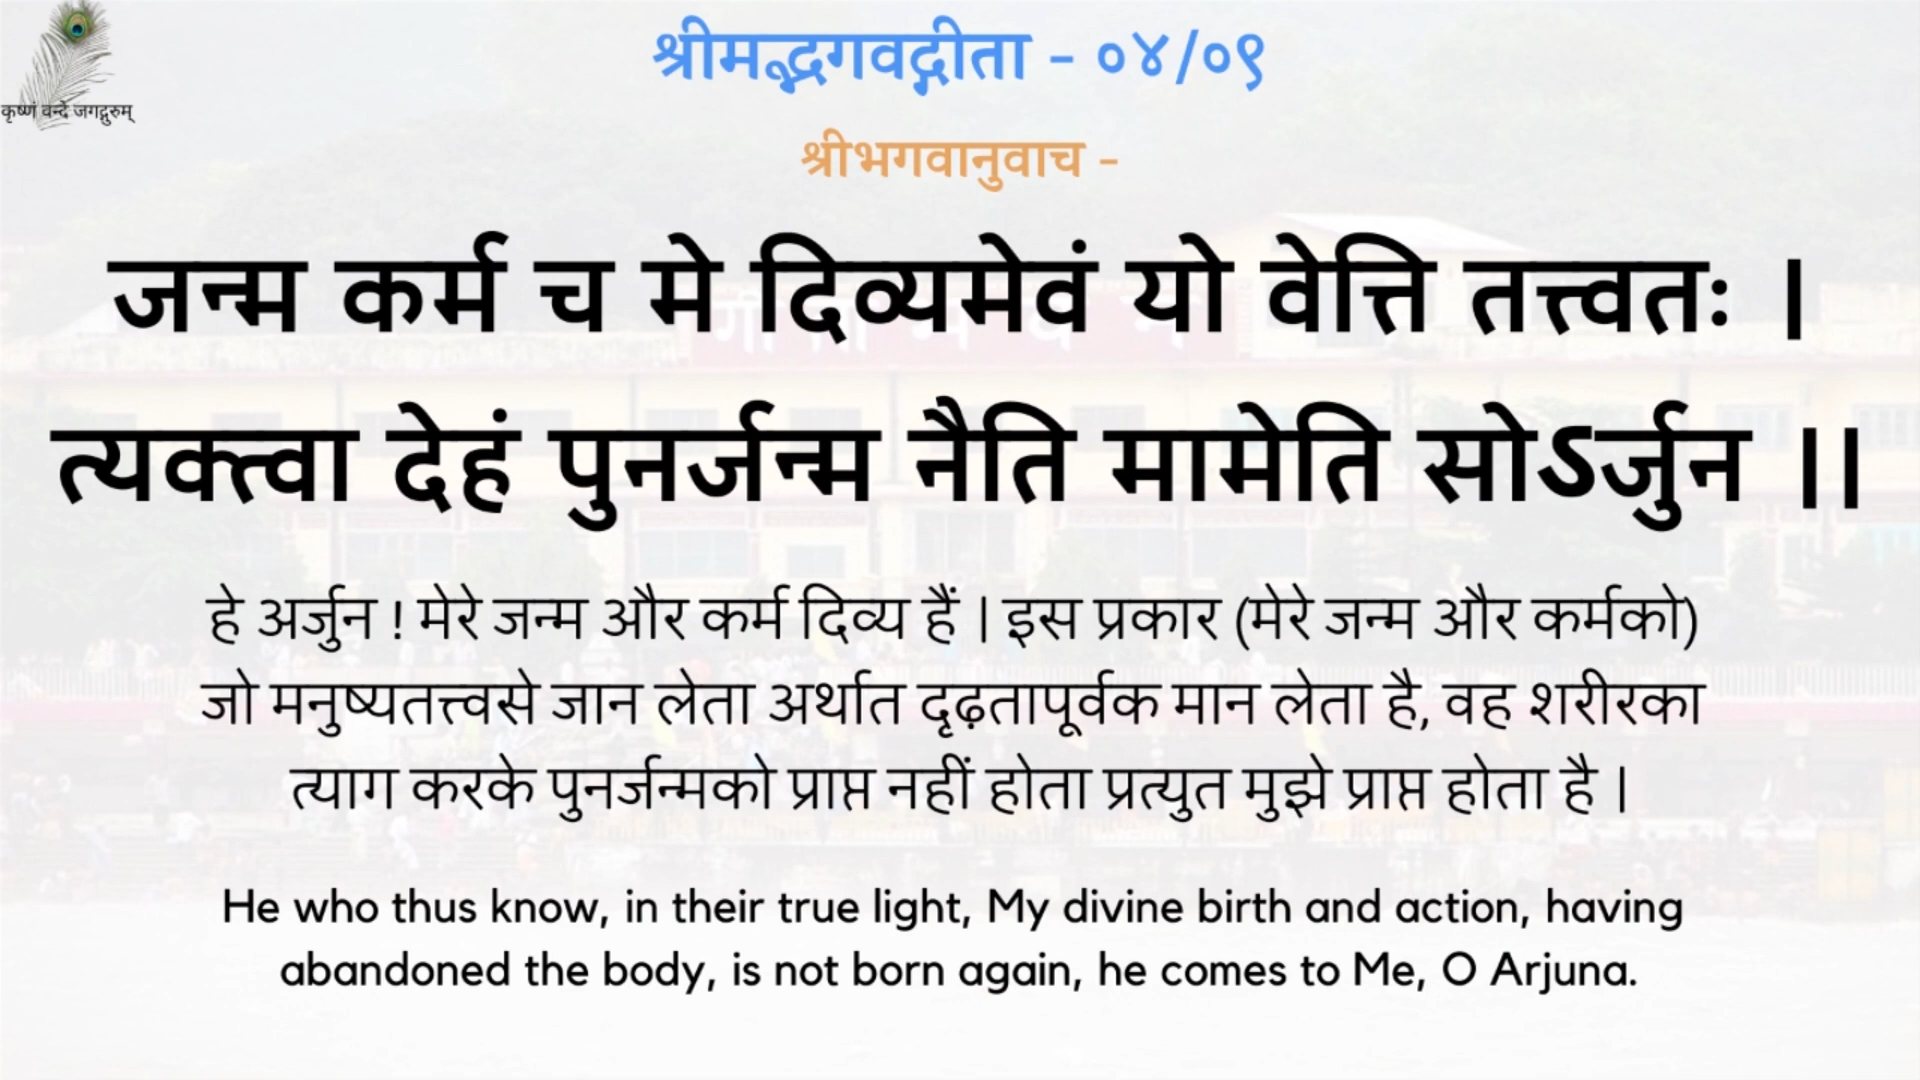 कृष्णं वन्दे जगद्गुरुम्
श्रीमद्भगवद्गीता - ०४/०९
श्रीभगवानुवाच -
जन्म कर्म च मे दिव्यमेवं यो वेत्ति तत्त्वतः |
त्यक्त्वा देहं पुनर्जन्म नैति मामेति सोऽर्जुन ||
हे अर्जुन ! मेरे जन्म और कर्म दिव्य हैं | इस प्रकार (मेरे जन्म और कर्मको)
जो मनुष्यतत्त्वसे जान लेता अर्थात दृढ़तापूर्वक मान लेता है, वह शरीरका
त्याग करके पुनर्जन्मको प्राप्त नहीं होता प्रत्युत मुझे प्राप्त होता है |
He who thus know, in their true light, My divine birth and action, having
abandoned the body, is not born again, he comes to Me, O Arjuna.